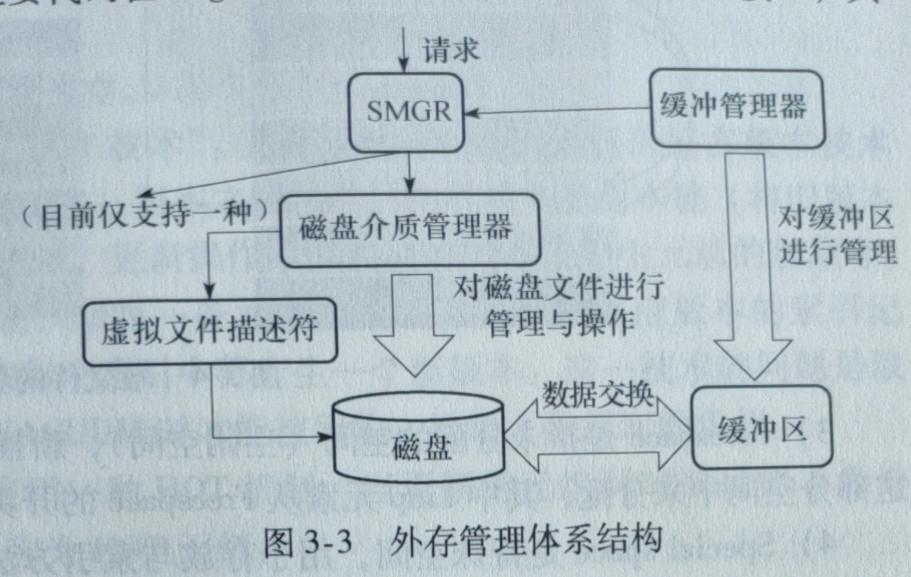 请求
SMGR
缓冲管理器
（目前仅支持一种）
磁盘介质管理器
对缓冲区
进行管理
对磁盘文件进行
管理与操作
虚拟文件描述符
数据交换
磁盘
缓冲区
图 3-3 外存管理体系结构